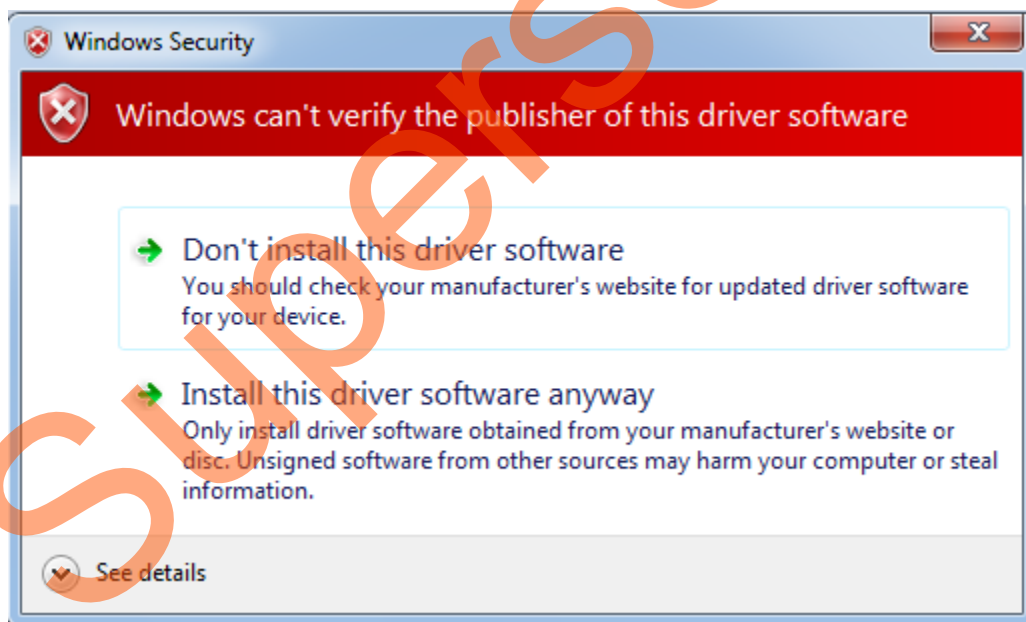 Windows Security
Windows can't verify the publisher of this driver software
Don't install this driver software
You should check your manufacturer's website for updated driver software
for your device.
Install this driver software anyway
Only install driver software obtained from your manufacturer's website or
disc. Unsigned software from other sources may harm your computer or steal
information.
See details